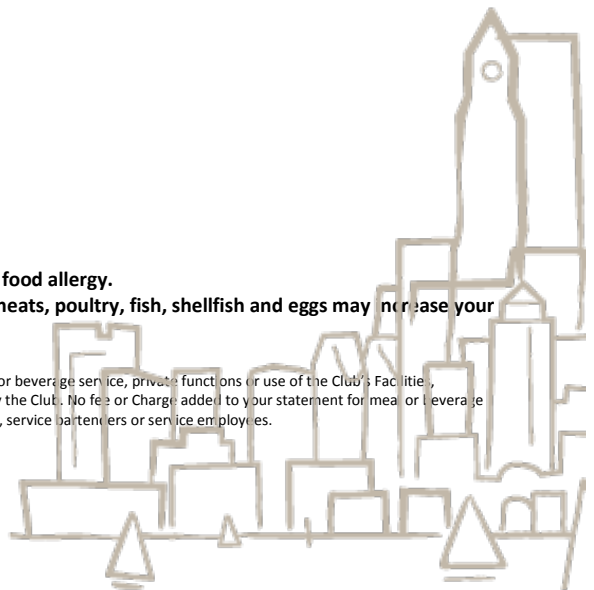 food allergy.
meats, poultry, fish, shellfish and eggs may increase your
or beverage service, private functions or use of the Club's Facilities,
the Club. No fee or Charge added to your statement for meal or beverage
, service bartenders or service employees.